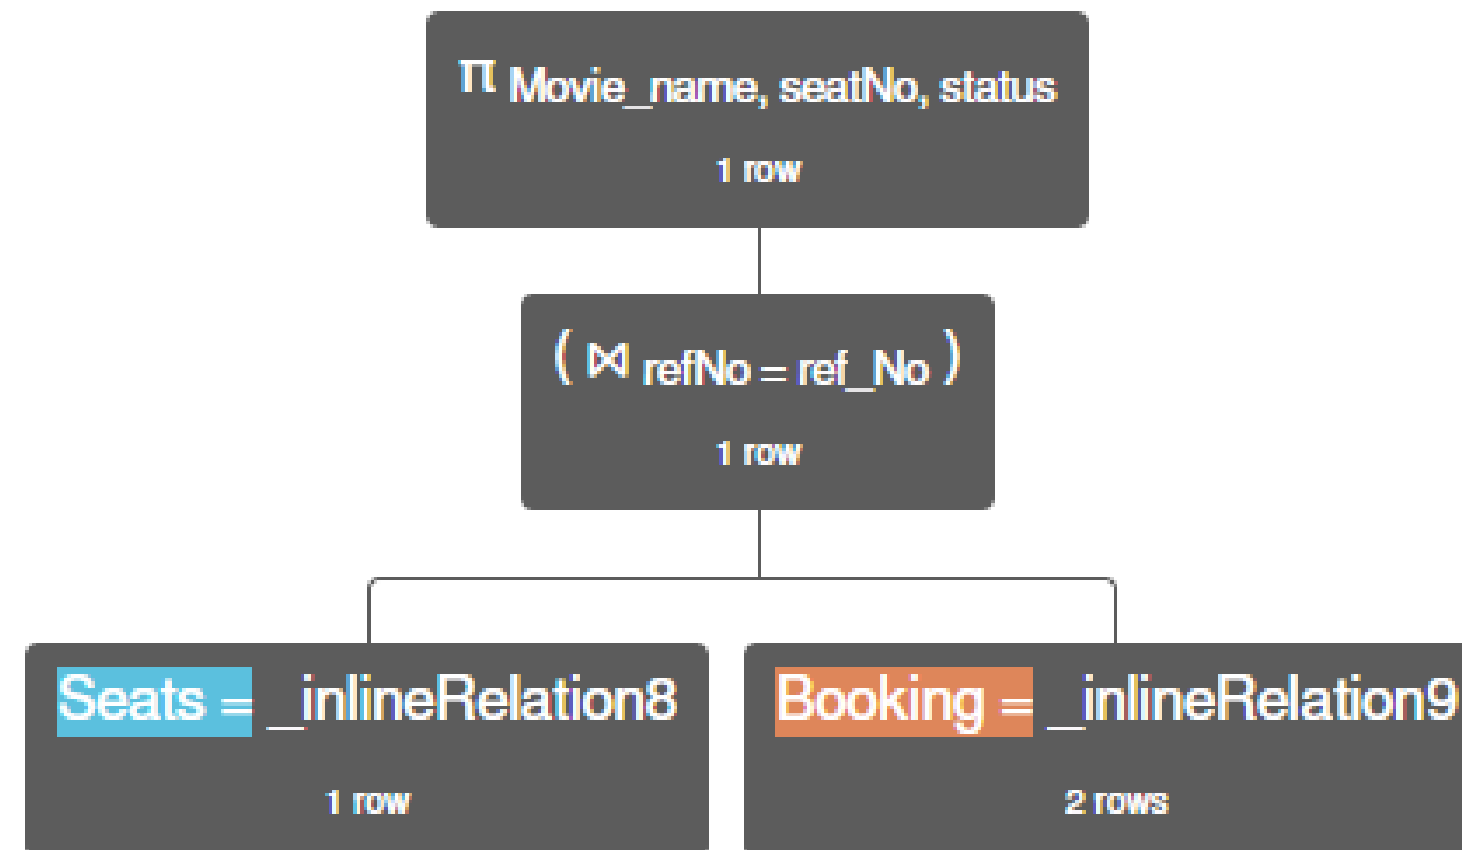 π Movie_name, seatNo, status
1 row
( ⋈ refNo = ref_No )
1 row
Seats = _inlineRelation8
1 row
Booking = _inlineRelation9
2 rows